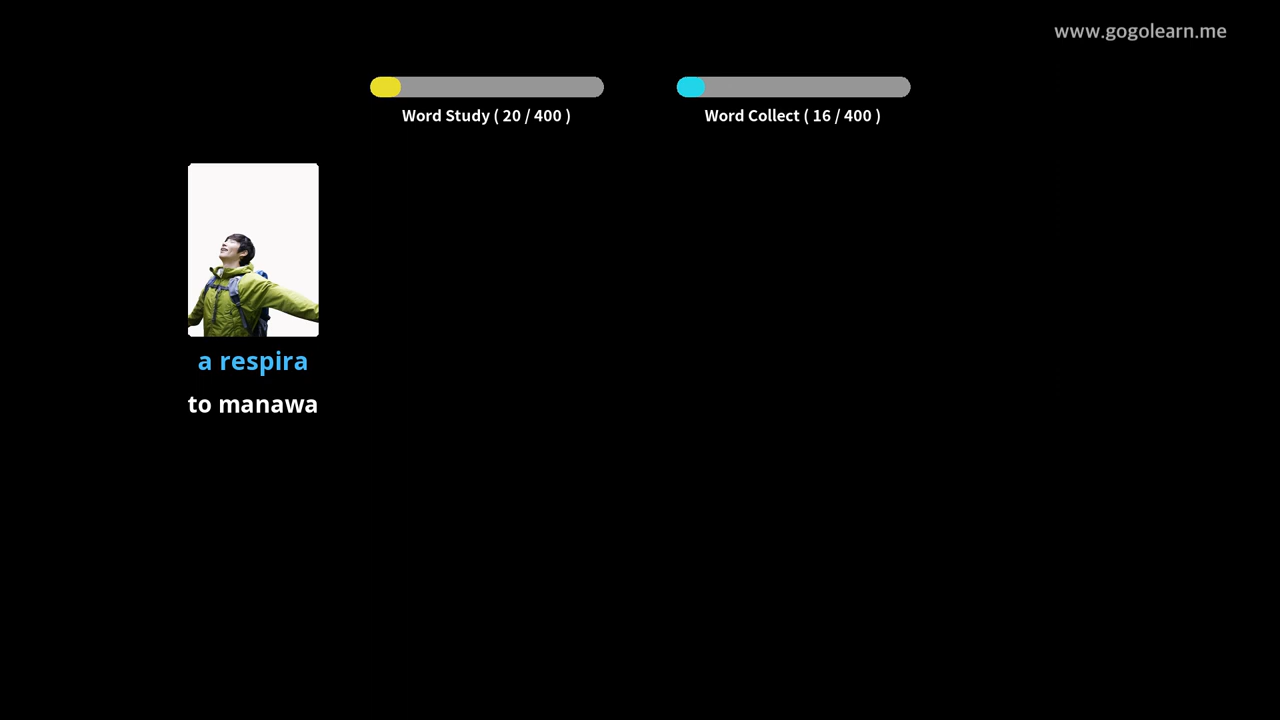 www.gogolearn.me
Word Study ( 20 / 400 )
Word Collect ( 16 / 400 )
a respira
to manawa